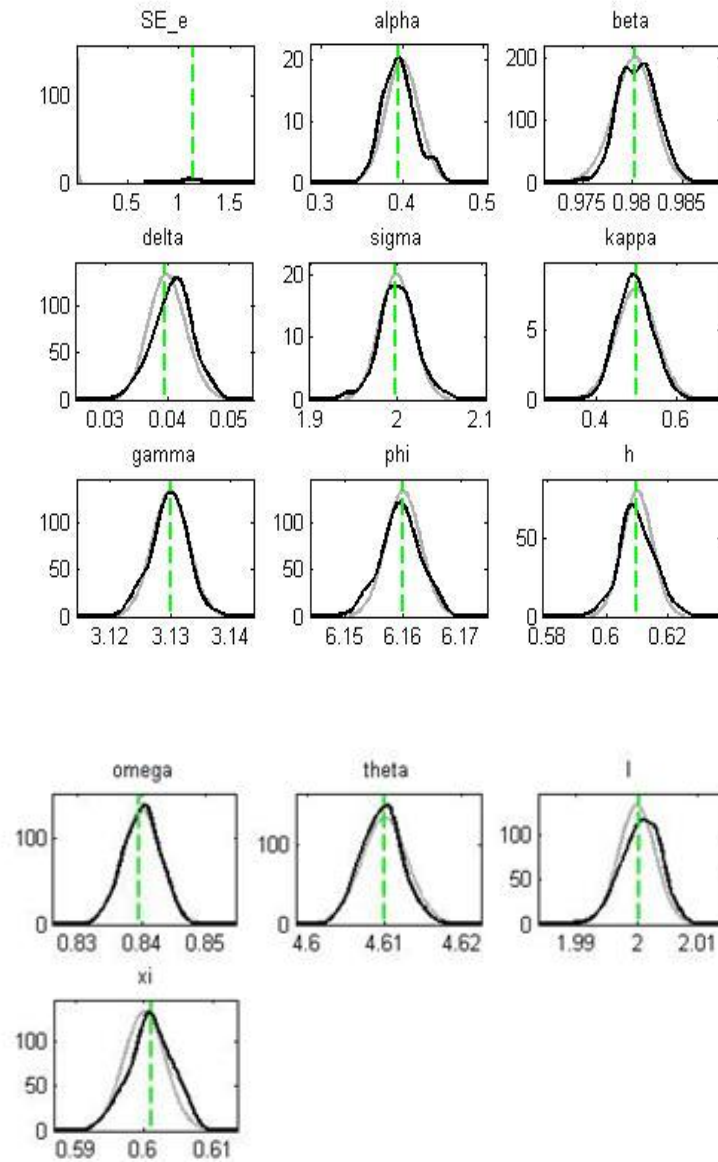 SE_e alpha beta
100
0
0.5 1 1.5
20
10
0
0.3 0.4 0.5
200
100
0
0.975 0.98 0.985
delta sigma kappa
100
50
0
0.03 0.04 0.05
20
10
0
1.9 2 2.1
5
0
0.4 0.6
gamma phi h
100
50
0
3.12 3.13 3.14
100
50
0
6.15 6.16 6.17
50
0
0.58 0.6 0.62
omega theta l
100
50
0
0.83 0.84 0.85
100
0
4.6 4.61 4.62
100
50
0
1.99 2 2.01
xi
100
50
0
0.59 0.6 0.61